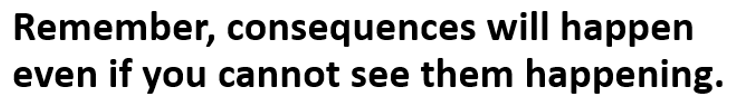 Remember, consequences will happen
even if you cannot see them happening.